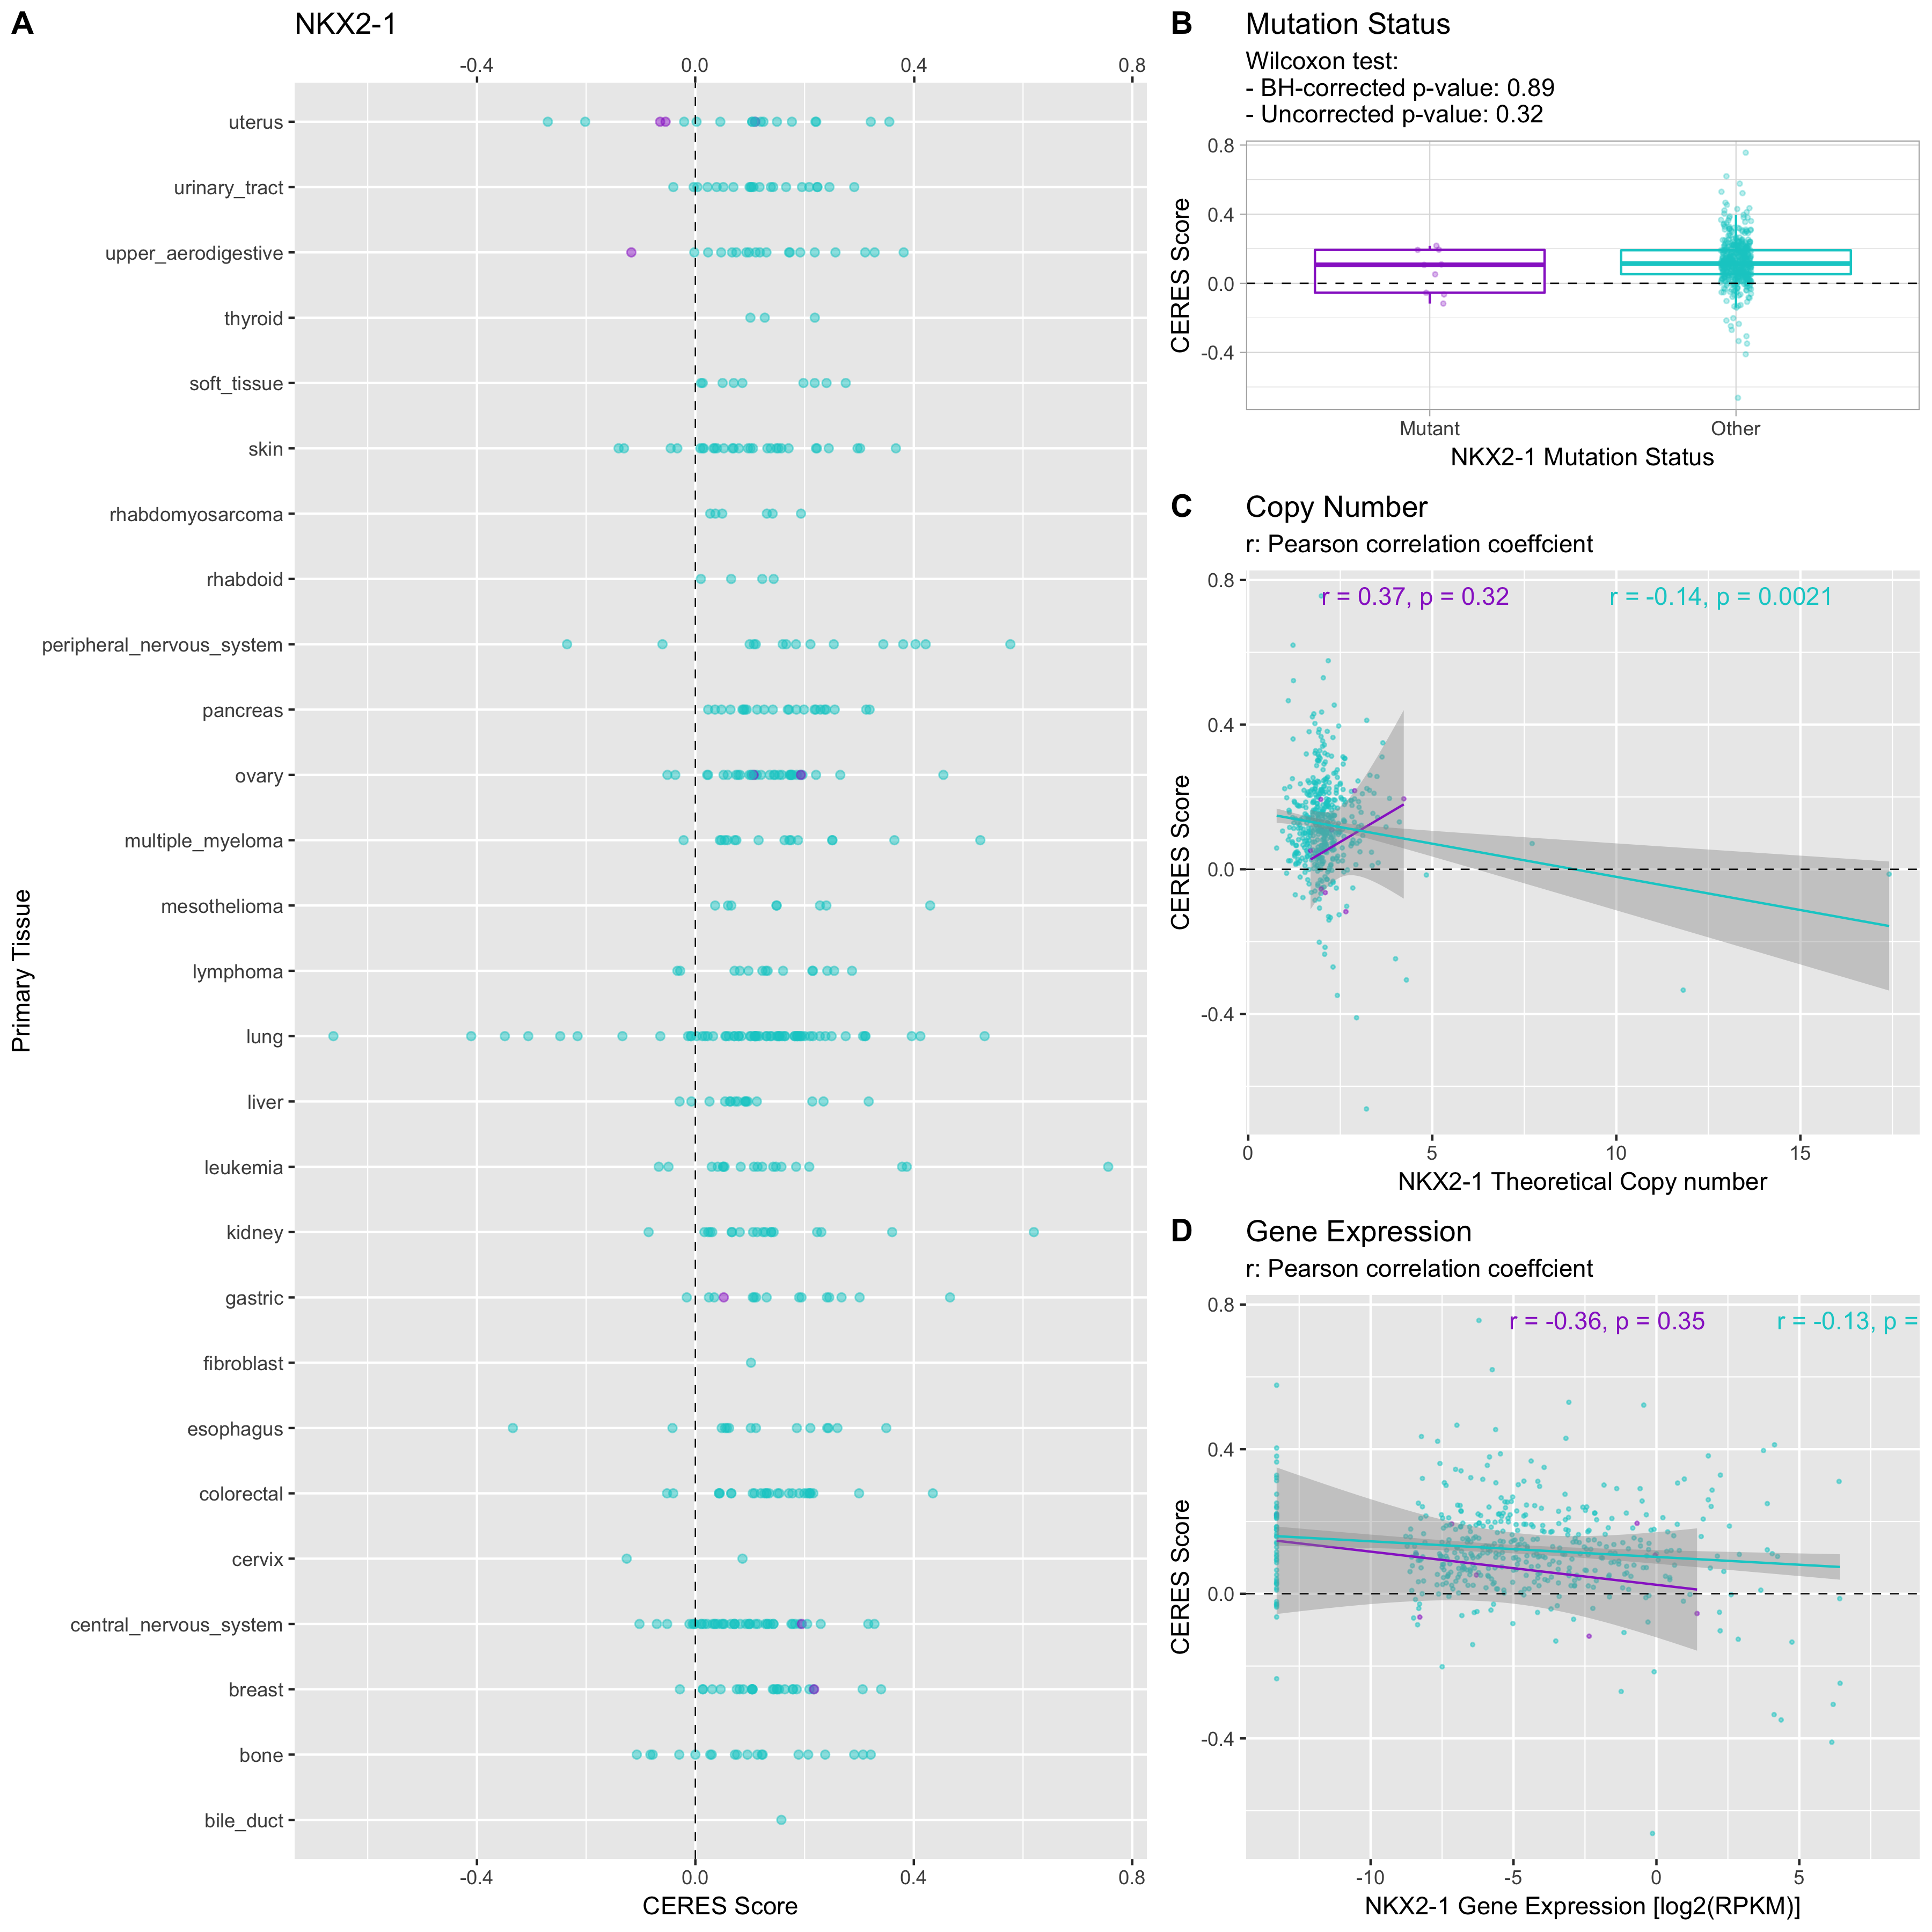 A
NKX2-1
-0.4 0.0 0.4 0.8
uterus
urinary_tract
upper_aerodigestive
thyroid
soft_tissue
skin
rhabdomyosarcoma
rhabdoid
peripheral_nervous_system
pancreas
ovary
multiple_myeloma
mesothelioma
lymphoma
lung
liver
leukemia
kidney
gastric
fibroblast
esophagus
colorectal
cervix
central_nervous_system
breast
bone
bile_duct
Primary Tissue
-0.4 0.0 0.4 0.8
CERES Score
B
Mutation Status
Wilcoxon test:
- BH-corrected p-value: 0.89
- Uncorrected p-value: 0.32
CERES Score
0.8
0.4
0.0
-0.4
Mutant Other
NKX2-1 Mutation Status
C
Copy Number
r: Pearson correlation coeffcient
r = 0.37, p = 0.32 r = -0.14, p = 0.0021
CERES Score
0.8
0.4
0.0
-0.4
0 5 10 15
NKX2-1 Theoretical Copy number
D
Gene Expression
r: Pearson correlation coeffcient
r = -0.36, p = 0.35 r = -0.13, p =
CERES Score
0.8
0.4
0.0
-0.4
-10 -5 0 5
NKX2-1 Gene Expression [log2(RPKM)]